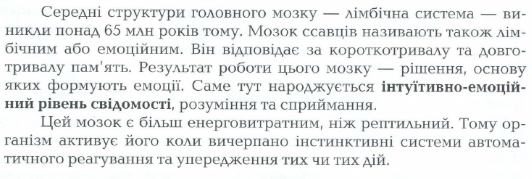 Середні структури головного мозку — лімбічна система — ви-
никли понад 65 млн років тому. Мозок ссавців називають також лім-
бічним або емоційним. Він відповідає за короткотривалу та довго-
тривалу пам’ять. Результат роботи цього мозку — рішення, основу
яких формують емоції. Саме тут народжується інтуїтивно-емоцій-
ний рівень свідомості, розуміння та сприймання.
Цей мозок є більш енерговитратним, ніж рептильний. Тому ор-
ганізм активує його коли вичерпано інстинктивні системи автома-
тичного реагування та упередження тих чи тих дій.